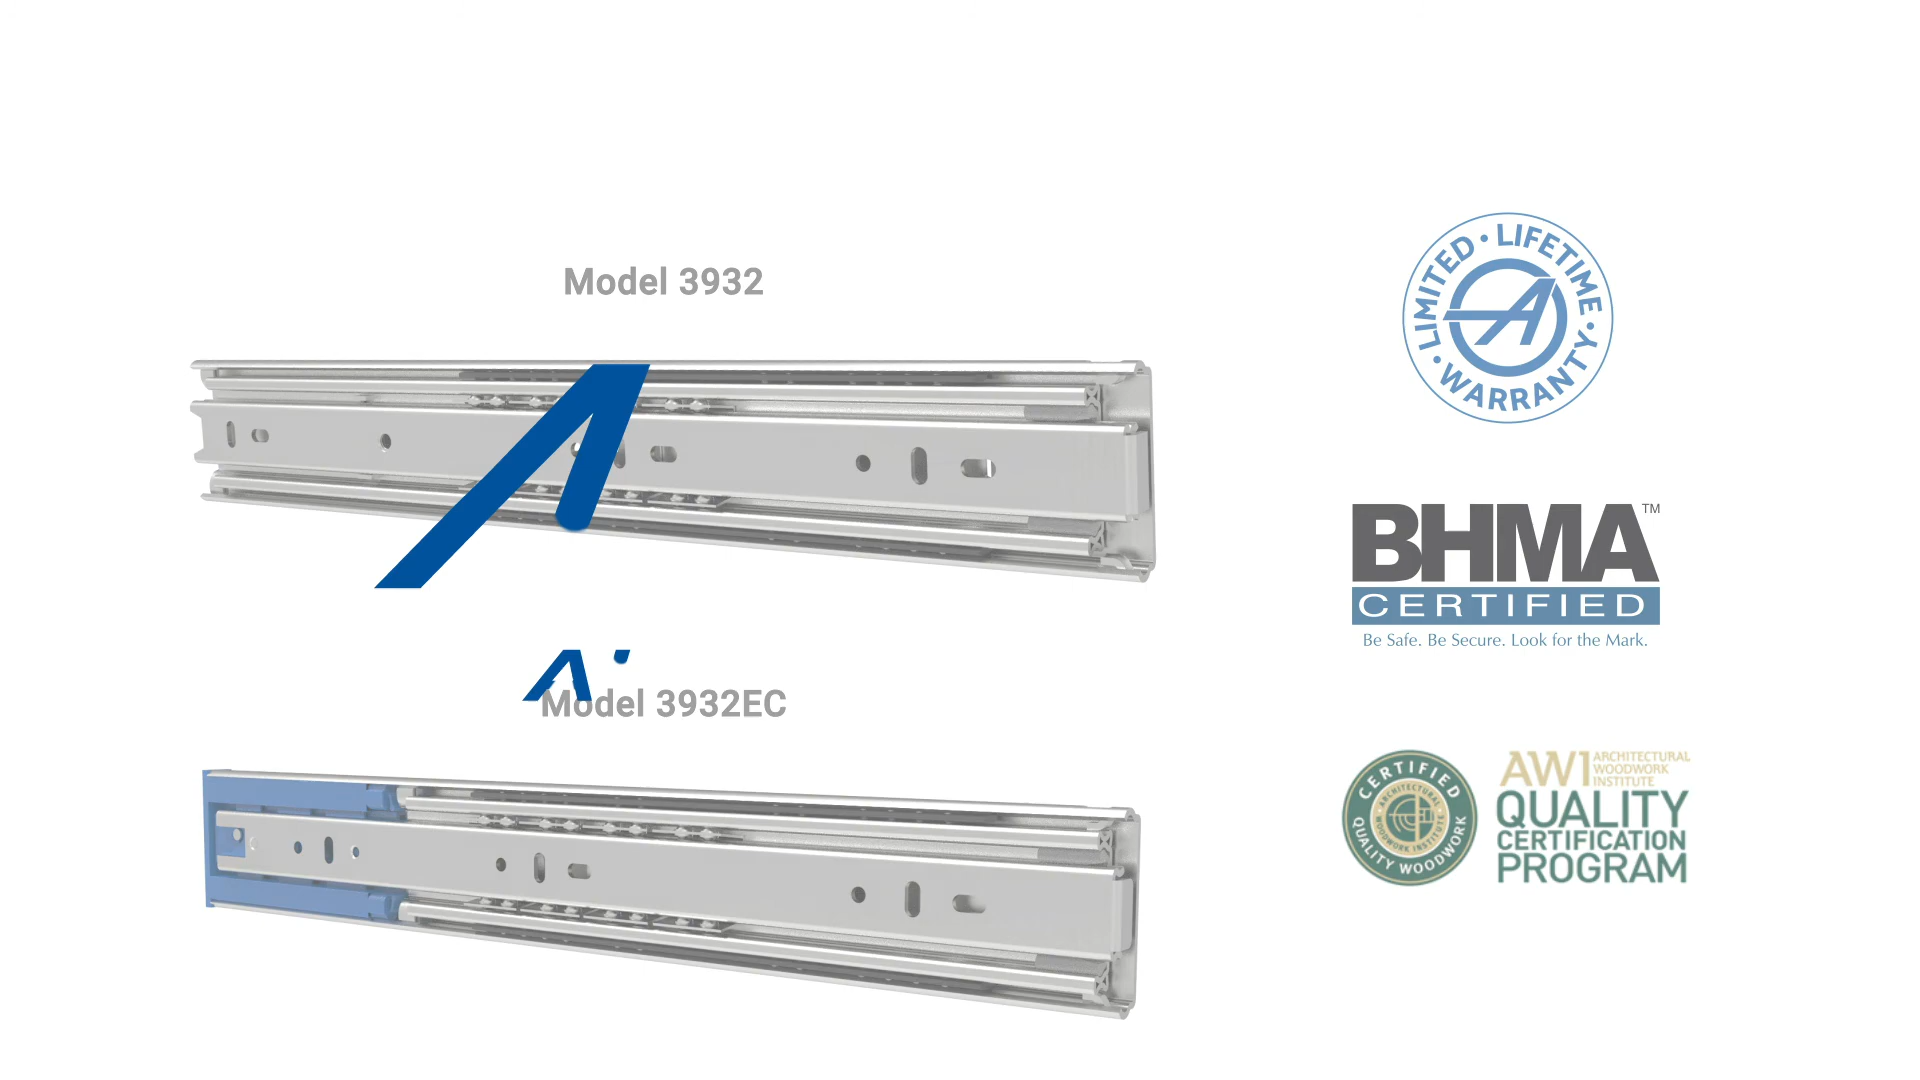 Model 3932
Model 3932EC
LIMITED · LIFETIME · WARRANTY ·
BHMA™
CERTIFIED
Be Safe. Be Secure. Look for the Mark.
CERTIFIED
QUALITY WOODWORK
ARCHITECTURAL
WOODWORK INSTITUTE
AWI ARCHITECTURAL
WOODWORK
INSTITUTE
QUALITY
CERTIFICATION
PROGRAM